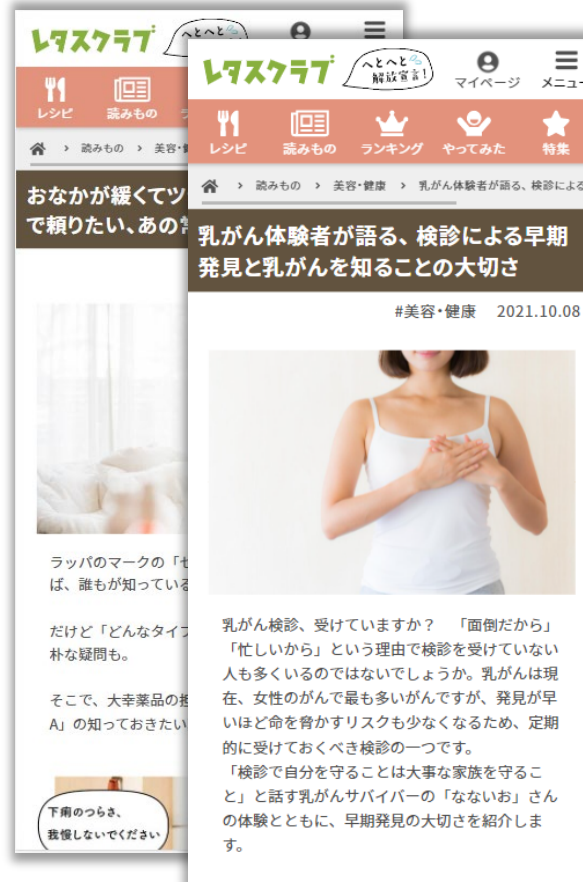 レタスクラブ
へとへと
レシピ
読みもの
読みもの > 美容・
おなかが緩くてツ
で頼りたい、あの
ラッパのマークの「セ
ば、誰もが知っている
だけど「どんなタイプ
朴な疑問も。
そこで、大幸薬品の担
A」の知っておきたい
下痢のつらさ、
我慢しないでください
レタスクラブ
へとへと
解放宣言!
マイページ
メニュー
レシピ
読みもの
ランキング
やってみた
特集
> 読みもの > 美容・健康 > 乳がん体験者が語る、検診による
乳がん体験者が語る、検診による早期
発見と乳がんを知ることの大切さ
#美容・健康 2021.10.08
乳がん検診、受けていますか? 「面倒だから」
「忙しいから」という理由で検診を受けていない
人も多くいるのではないでしょうか。乳がんは現
在、女性のがんで最も多いがんですが、発見が早
いほど命を脅かすリスクも少なくなるため、定期
的に受けておくべき検診の一つです。
「検診で自分を守ることは大事な家族を守るこ
と」と話す乳がんサバイバーの「なないお」さん
の体験とともに、早期発見の大切さを紹介しま
す。